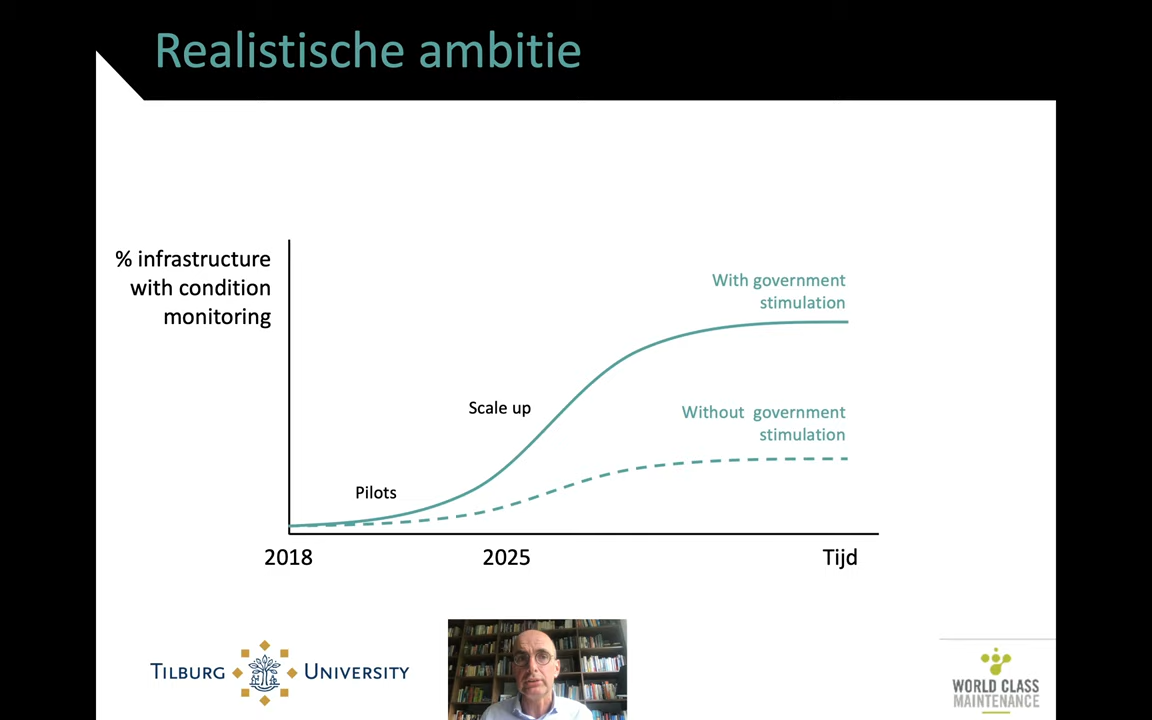 Realistische ambitie
% infrastructure
with condition
monitoring
With government
stimulation
Scale up
Without government
stimulation
Pilots
2018
2025
Tijd
TILBURG UNIVERSITY
WORLD CLASS
MAINTENANCE